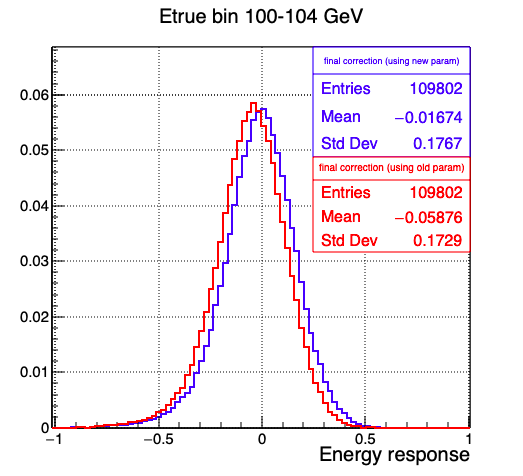 Etrue bin 100-104 GeV
final correction (using new param)
Entries 109802
Mean −0.01674
Std Dev 0.1767
final correction (using old param)
Entries 109802
Mean −0.05876
Std Dev 0.1729
0.06
0.05
0.04
0.03
0.02
0.01
0
−1 −0.5 0 0.5 1
Energy response